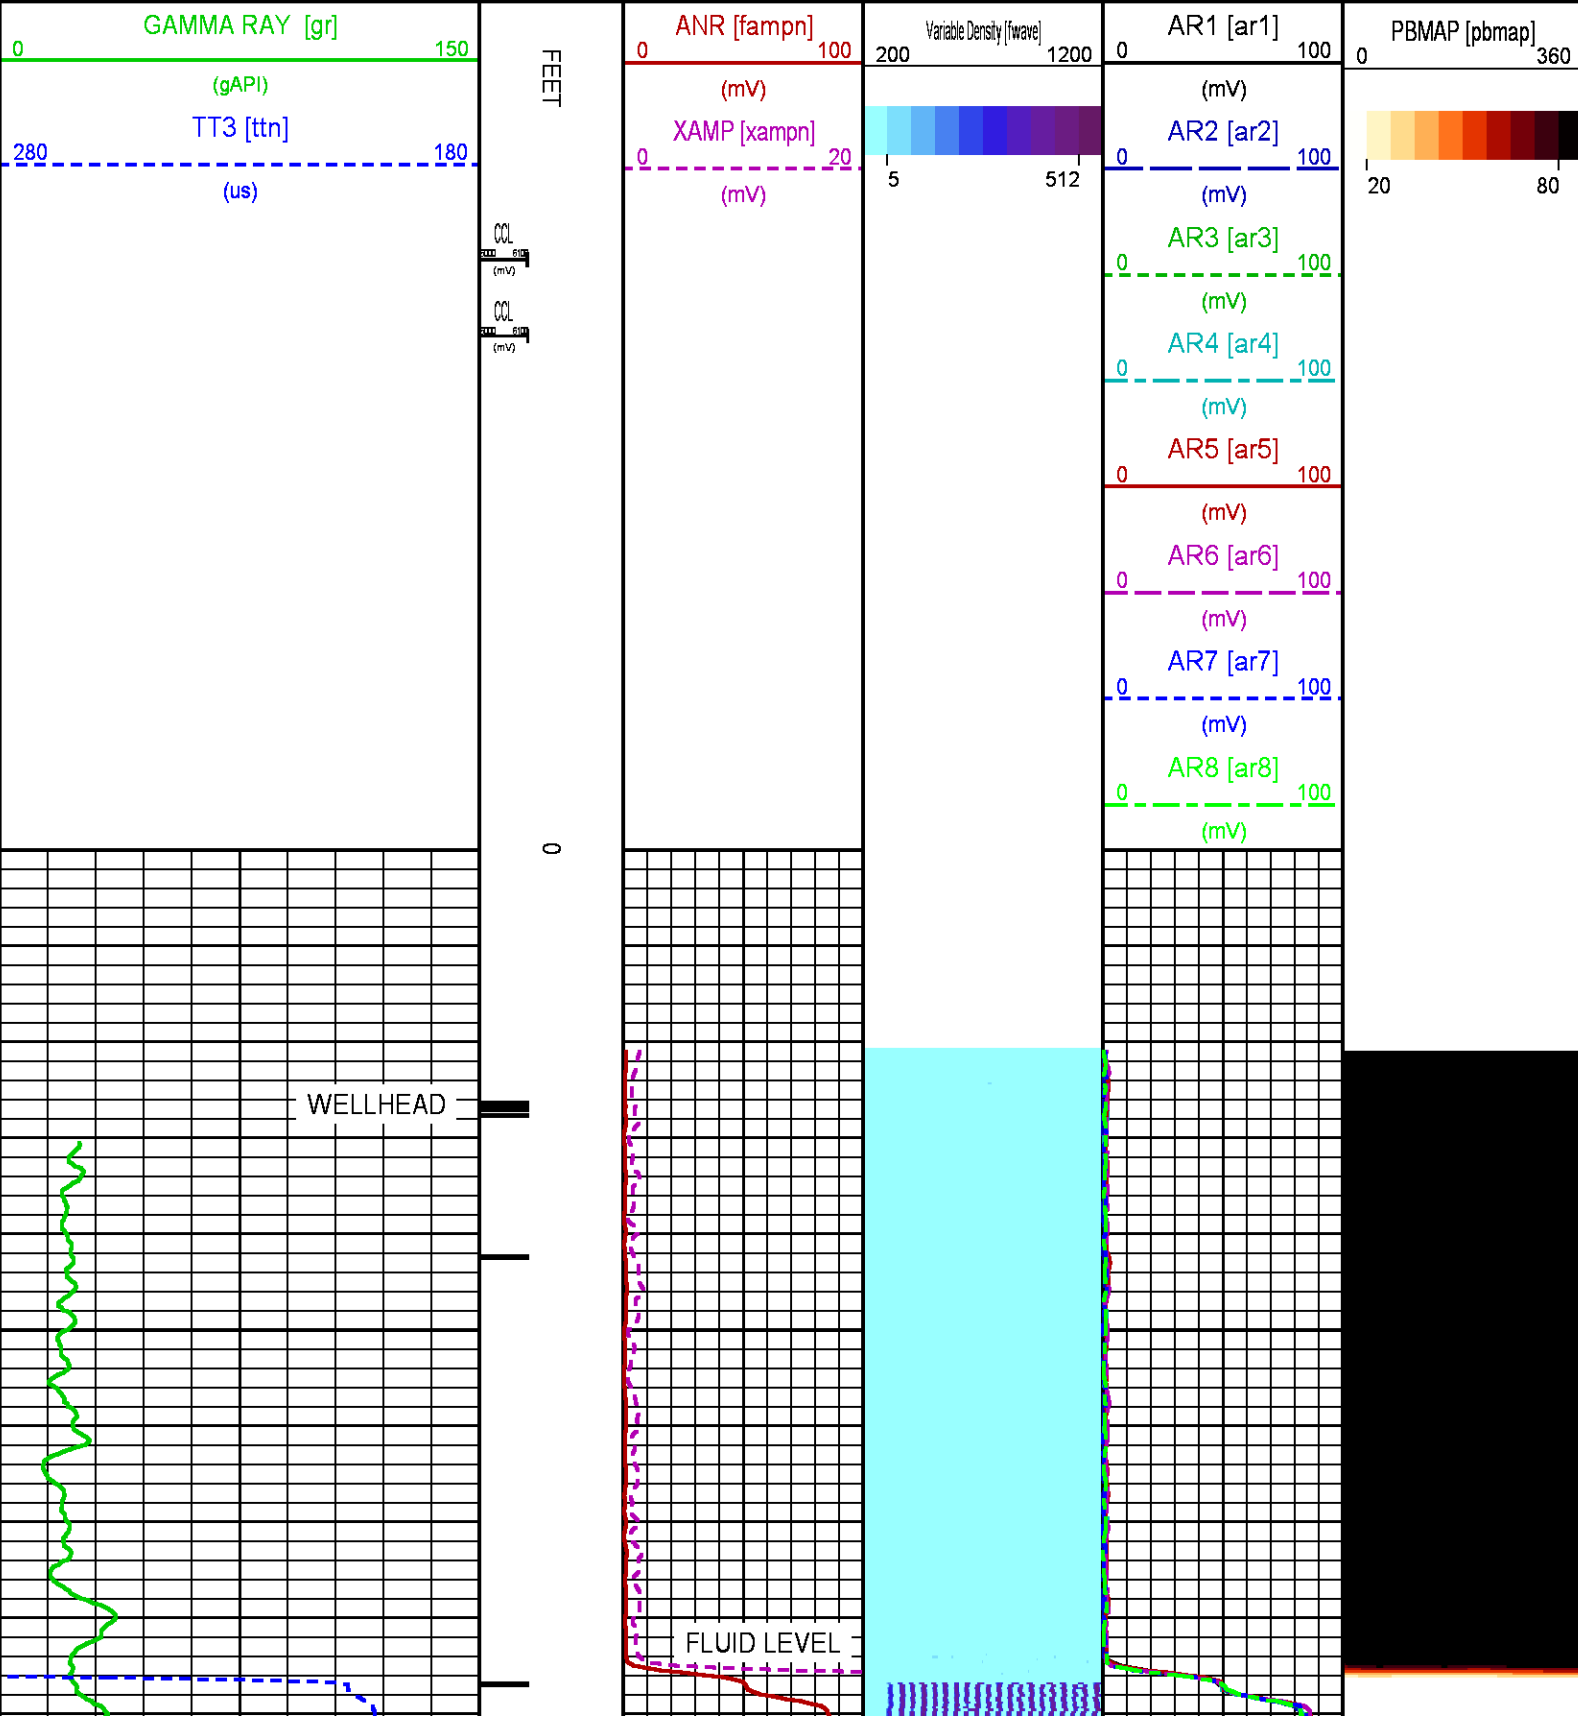 GAMMA RAY [gr]
0 150
(gAPI)
TT3 [ttn]
280 180
(us)
CCL
(mV)
CCL
(mV)
FEET
0
ANR [fampn]
0 100
(mV)
XAMP [xampn]
0 20
(mV)
Variable Density [fwave]
200 1200
5 512
AR1 [ar1]
0 100
(mV)
AR2 [ar2]
0 100
(mV)
AR3 [ar3]
0 100
(mV)
AR4 [ar4]
0 100
(mV)
AR5 [ar5]
0 100
(mV)
AR6 [ar6]
0 100
(mV)
AR7 [ar7]
0 100
(mV)
AR8 [ar8]
0 100
(mV)
PBMAP [pbmap]
0 360
20 80
WELLHEAD
FLUID LEVEL